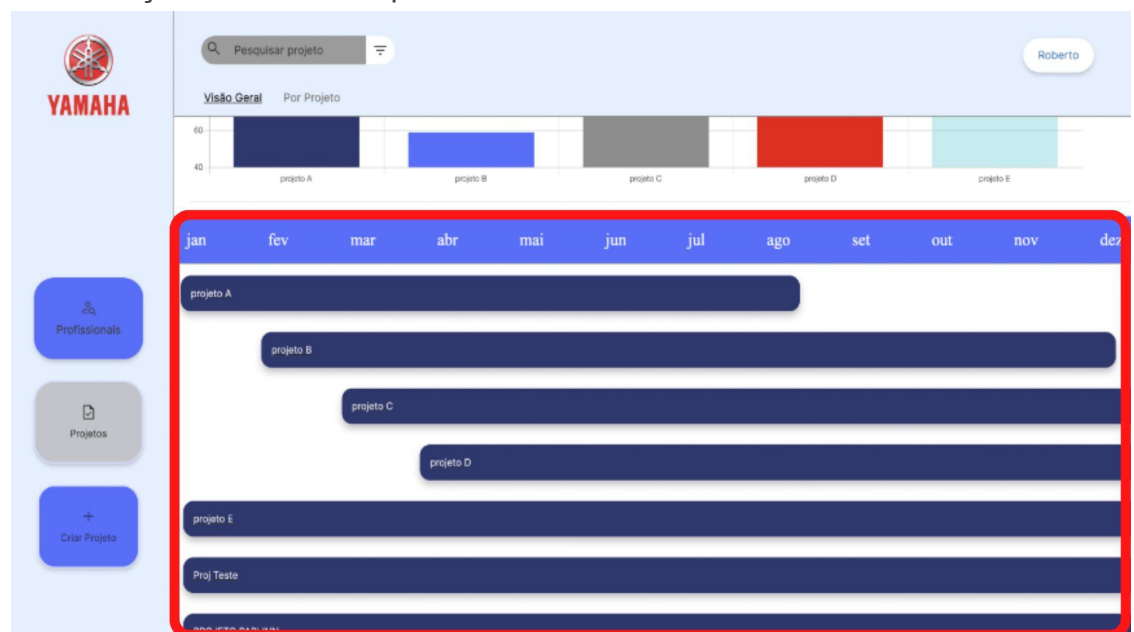 YAMAHA
Pesquisar projeto
Roberto
Visão Geral Por Projeto
60
40
projeto A projeto B projeto C projeto D projeto E
jan fev mar abr mai jun jul ago set out nov dez
projeto A
projeto B
projeto C
projeto D
projeto E
Proj Teste
Profissionais
Projetos
Criar Projeto